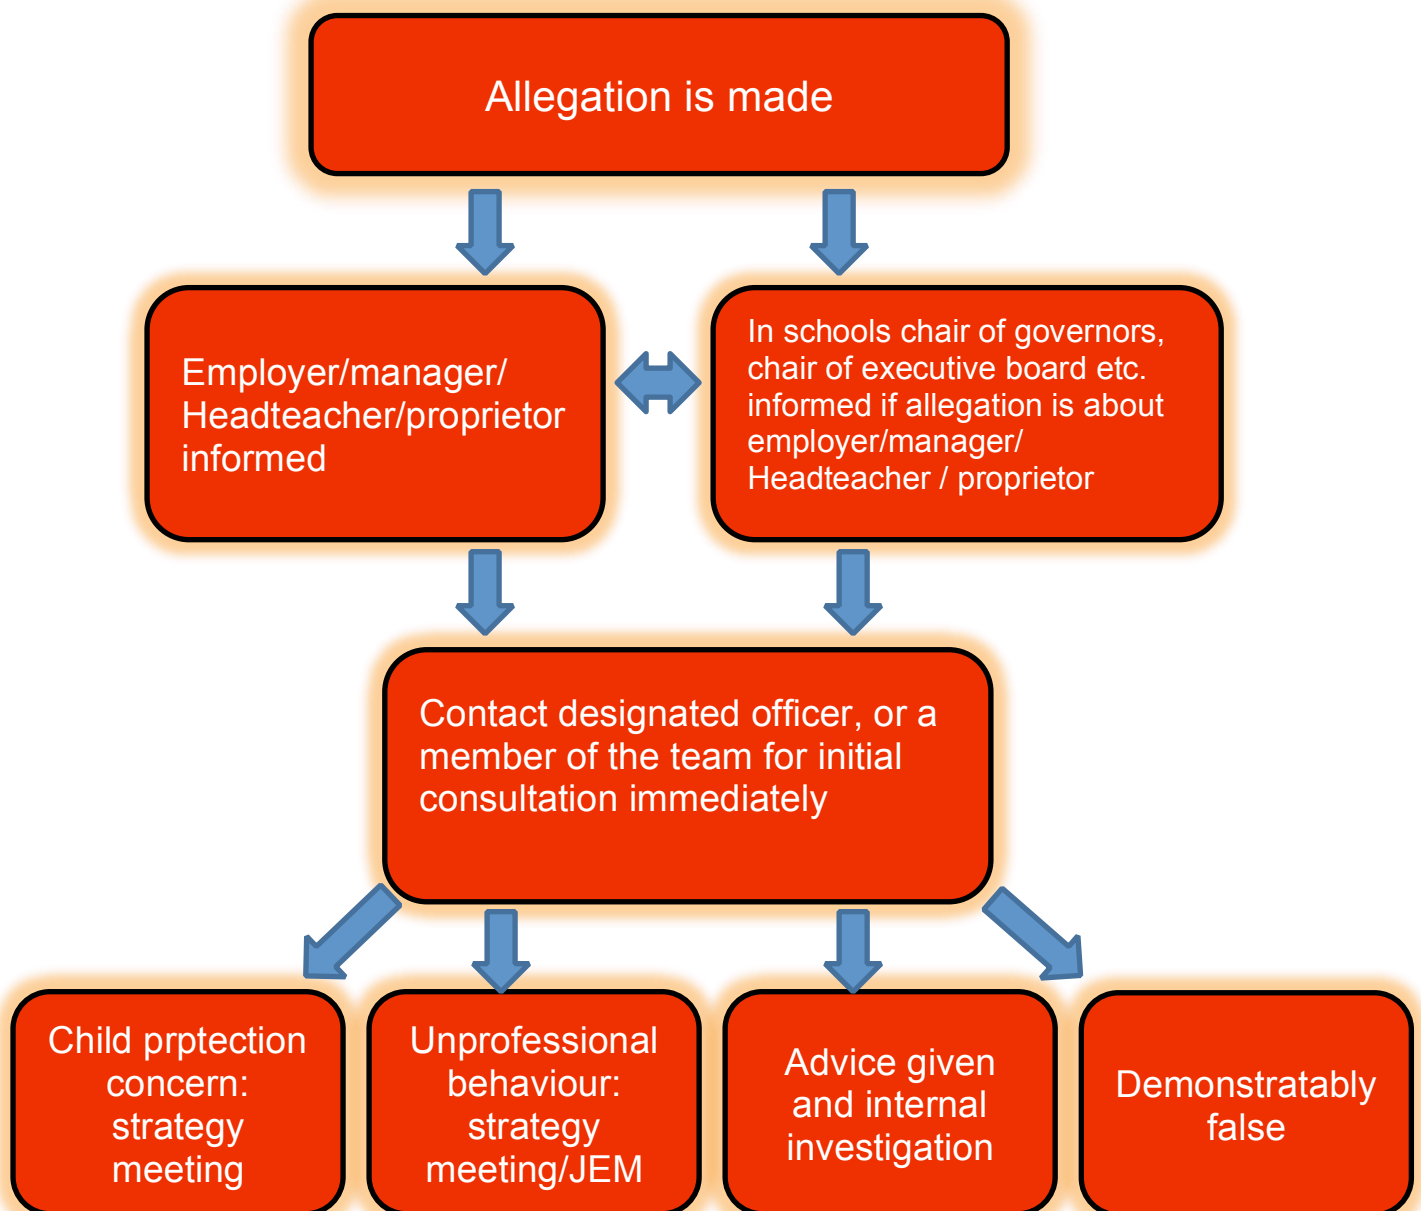 Allegation is made
Employer/manager/
Headteacher/proprietor
informed
In schools chair of governors,
chair of executive board etc.
informed if allegation is about
employer/manager/
Headteacher / proprietor
Contact designated officer, or a
member of the team for initial
consultation immediately
Child prptection
concern:
strategy
meeting
Unprofessional
behaviour:
strategy
meeting/JEM
Advice given
and internal
investigation
Demonstratably
false